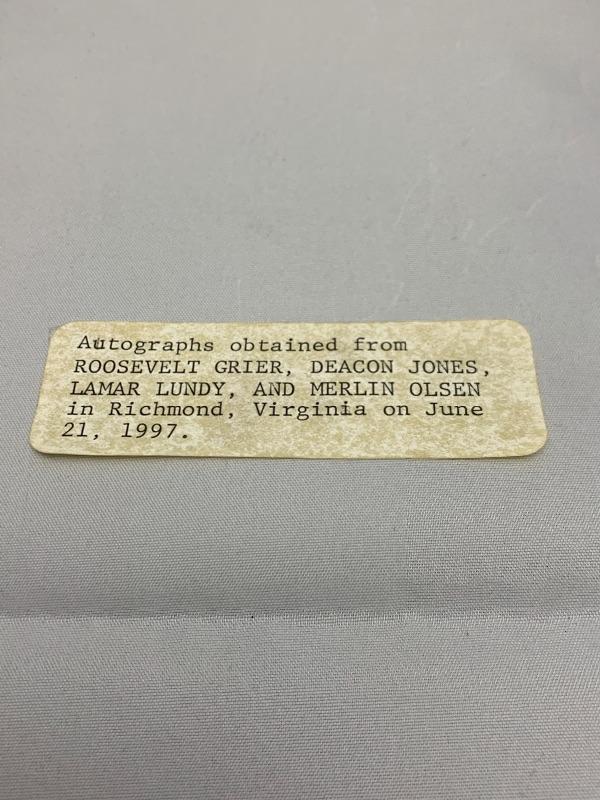 Autographs obtained from
ROOSEVELT GRIER, DEACON JONES,
LAMAR LUNDY, AND MERLIN OLSEN
in Richmond, Virginia on June
21, 1997.